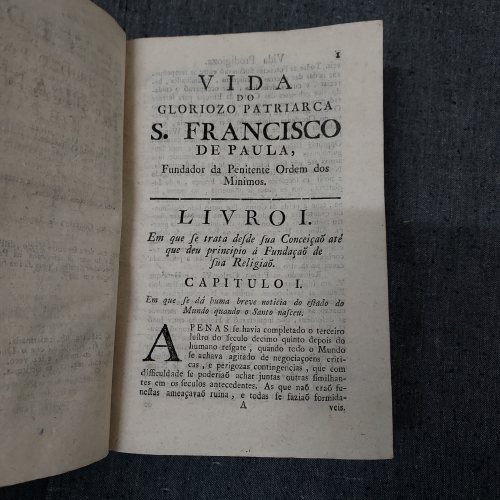 1
VIDA
DO
GLORIOZO PATRIARCA
S. FRANCISCO
DE PAULA,
Fundador da Penitente Ordem dos
Minimos.
LIVRO I.
Em que ſe trata deſde ſua Conceiçaõ até
que deu principio á Fundaçaõ de
ſua Religiaõ.
CAPITULO I.
Em que ſe dá huma breve noticia do eſtado do
Mundo quando o Santo naſceu.
APENAS ſe havia completado o terceiro
luſtro do ſeculo decimo quinto depois do
humano reſgate, quando todo o Mundo
ſe achava agitado de negociaçoens criti-
cas, e perigozas contingencias, que com
difficuldade ſe poderiaõ achar juntas outras ſimilhan-
tes em os ſeculos antecedentes. As que naõ eraõ fu-
neſtas ameaçavaõ ruina, e todas ſe faziaõ formida-
A
veis.